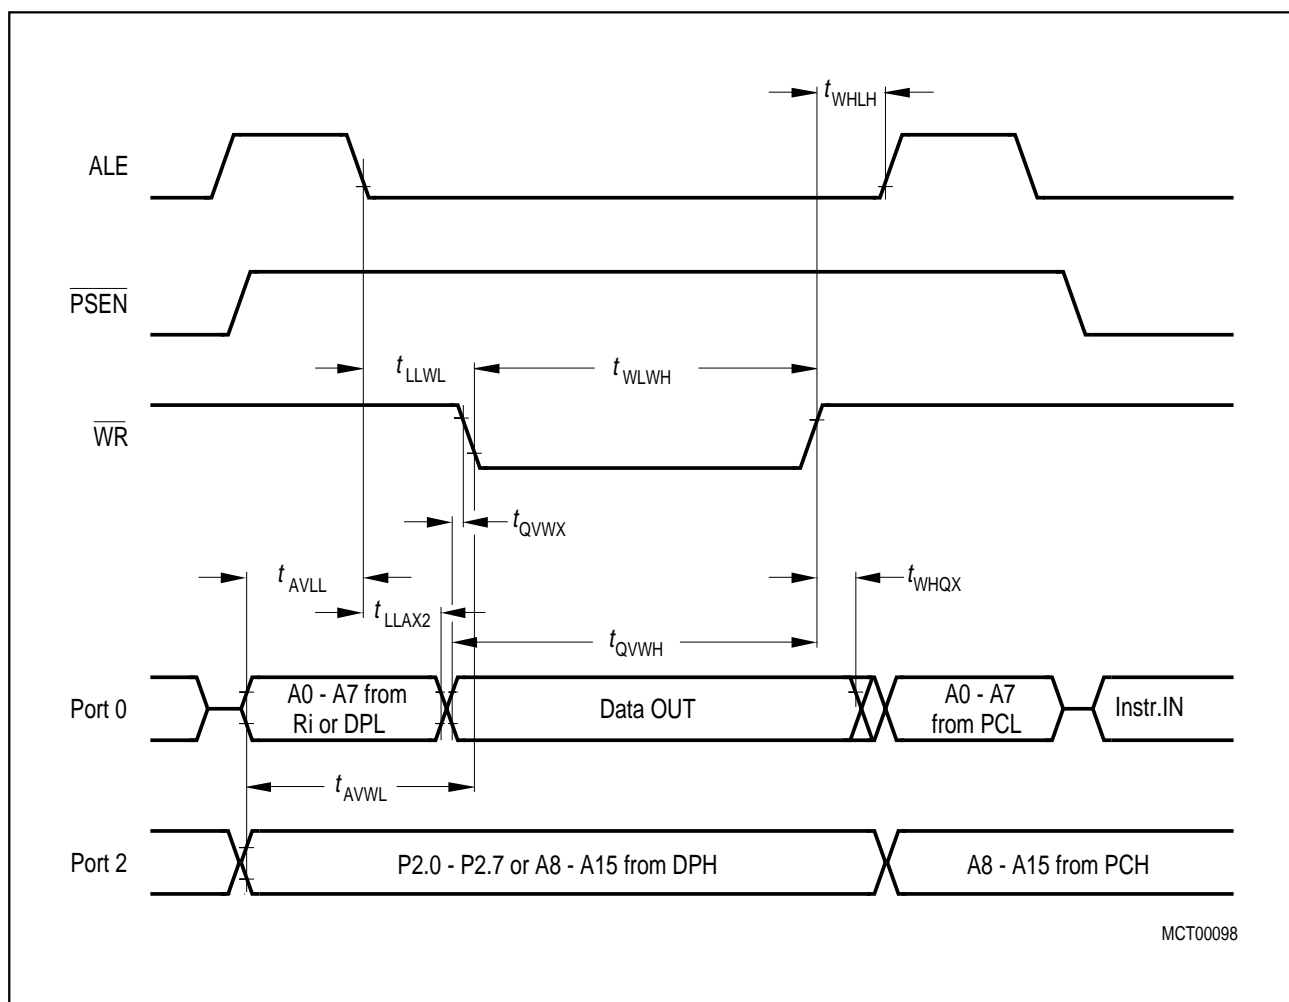 tWHLH
ALE
PSEN
tLLWL
tWLWH
WR
tQVWX
tAVLL
tWHQX
tLLAX2
tQVWH
Port 0
A0 - A7 from
Ri or DPL
Data OUT
A0 - A7
from PCL
Instr.IN
tAVWL
Port 2
P2.0 - P2.7 or A8 - A15 from DPH
A8 - A15 from PCH
MCT00098